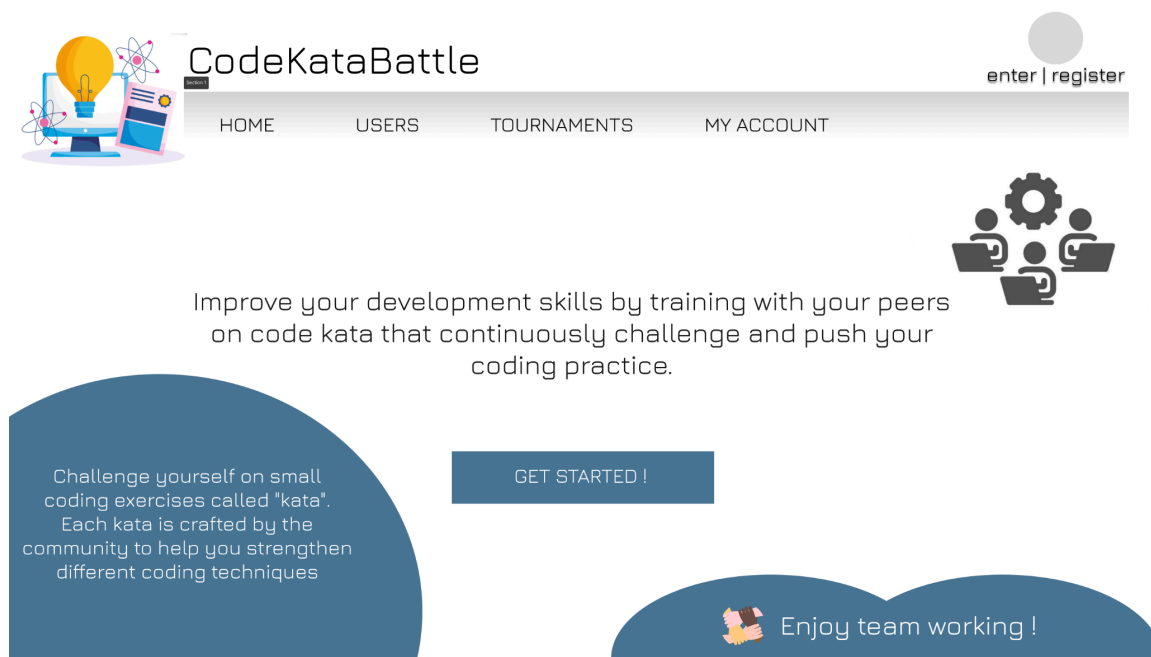 CodeKataBattle
enter | register
Section 1
HOME USERS TOURNAMENTS MY ACCOUNT
Improve your development skills by training with your peers
on code kata that continuously challenge and push your
coding practice.
Challenge yourself on small
coding exercises called "kata".
Each kata is crafted by the
community to help you strengthen
different coding techniques
GET STARTED !
Enjoy team working !